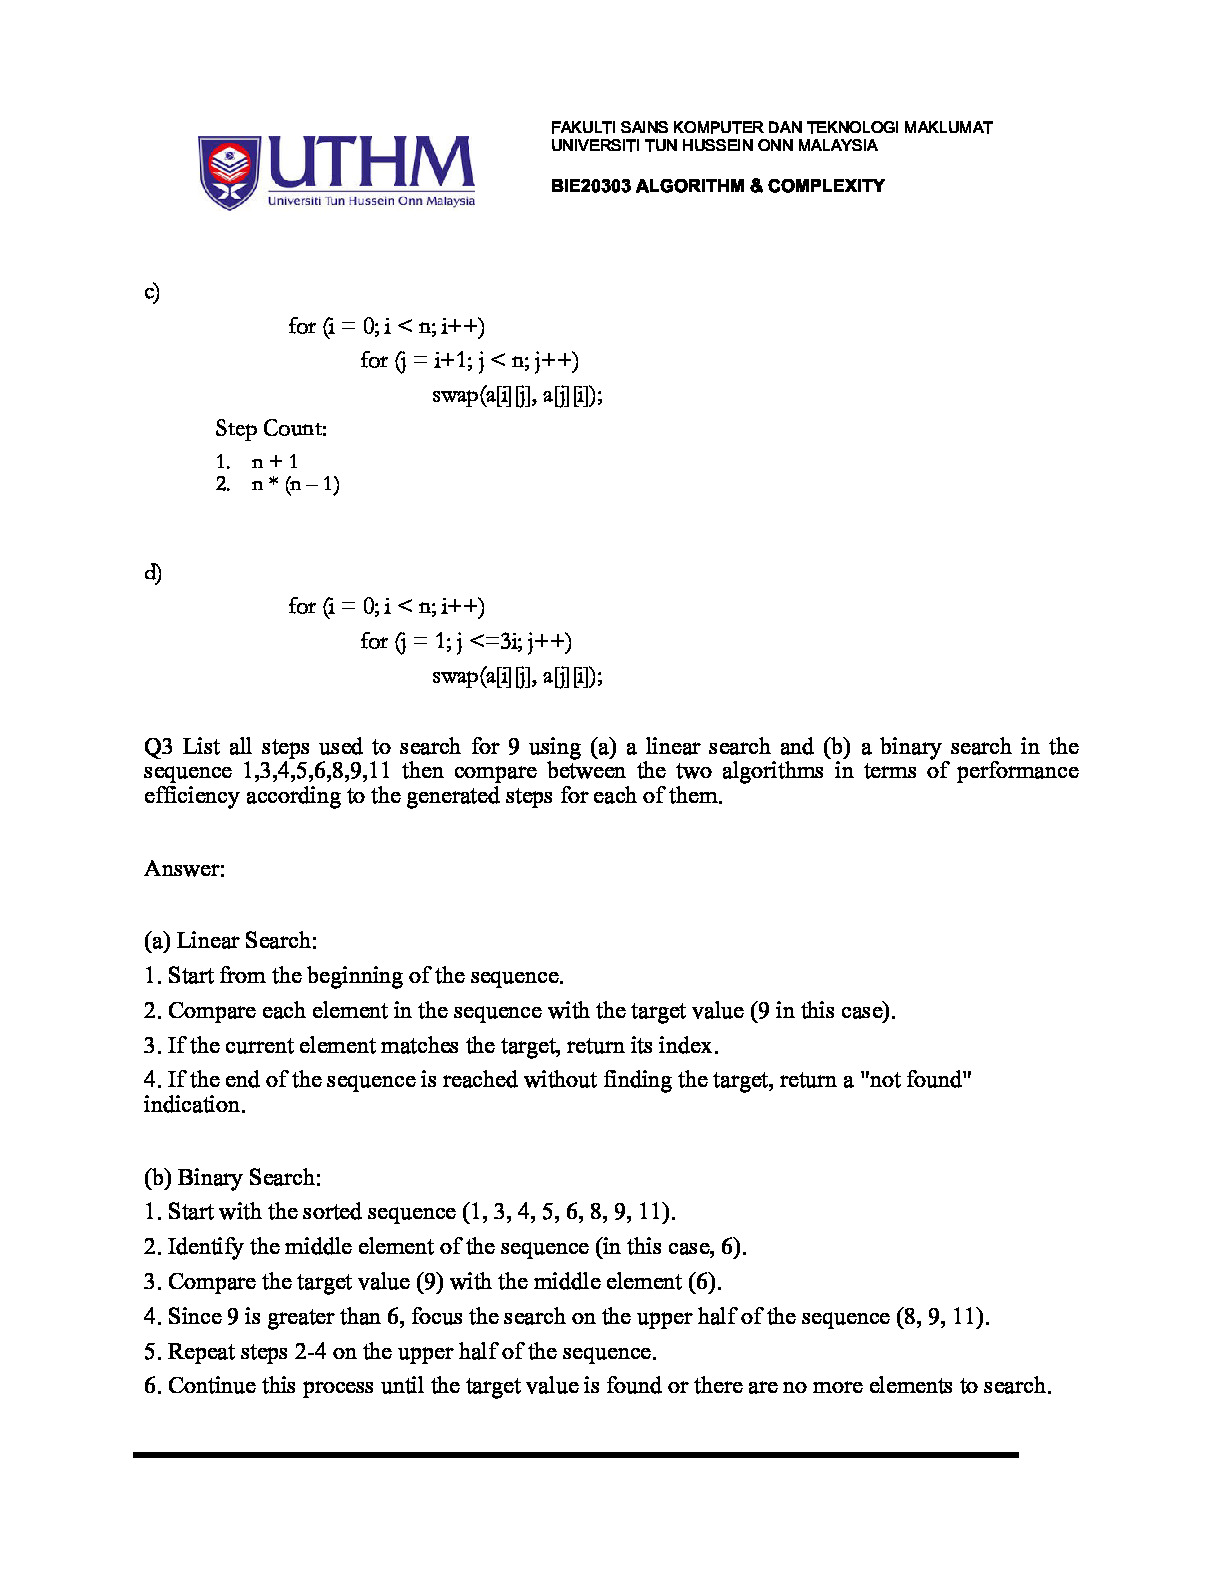 UTHM
Universiti Tun Hussein Onn Malaysia
FAKULTI SAINS KOMPUTER DAN TEKNOLOGI MAKLUMAT
UNIVERSITI TUN HUSSEIN ONN MALAYSIA
BIE20303 ALGORITHM & COMPLEXITY
c)
for (i = 0; i < n; i++)
for (j = i+1; j < n; j++)
swap(a[i][j], a[j][i]);
Step Count:
1. n + 1
2. n * (n – 1)
d)
for (i = 0; i < n; i++)
for (j = 1; j <=3i; j++)
swap(a[i][j], a[j][i]);
Q3 List all steps used to search for 9 using (a) a linear search and (b) a binary search in the
sequence 1,3,4,5,6,8,9,11 then compare between the two algorithms in terms of performance
efficiency according to the generated steps for each of them.
Answer:
(a) Linear Search:
1. Start from the beginning of the sequence.
2. Compare each element in the sequence with the target value (9 in this case).
3. If the current element matches the target, return its index.
4. If the end of the sequence is reached without finding the target, return a "not found"
indication.
(b) Binary Search:
1. Start with the sorted sequence (1, 3, 4, 5, 6, 8, 9, 11).
2. Identify the middle element of the sequence (in this case, 6).
3. Compare the target value (9) with the middle element (6).
4. Since 9 is greater than 6, focus the search on the upper half of the sequence (8, 9, 11).
5. Repeat steps 2-4 on the upper half of the sequence.
6. Continue this process until the target value is found or there are no more elements to search.